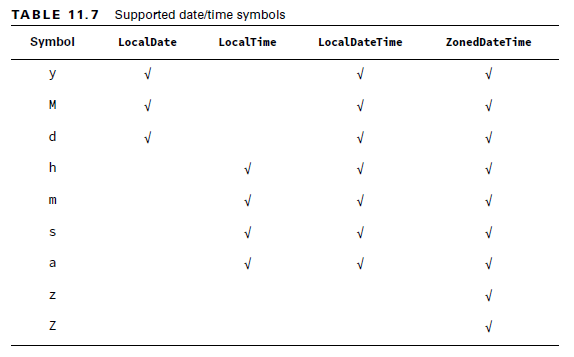 TABLE 11.7 Supported date/time symbols
Symbol LocalDate LocalTime LocalDateTime ZonedDateTime
y √ √ √
M √ √ √
d √ √ √
h √ √ √
m √ √ √
s √ √ √
a √ √ √
z √
Z √